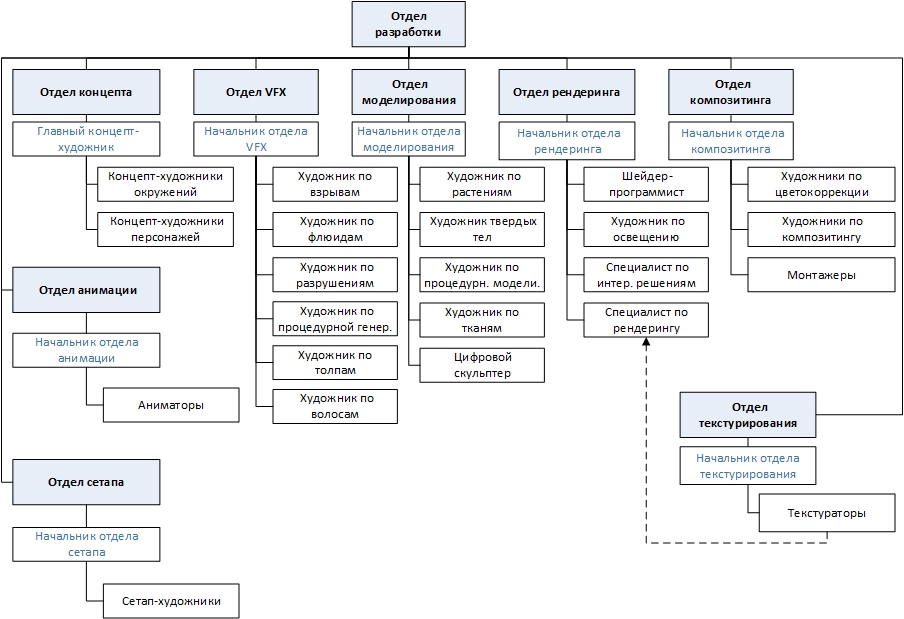 Отдел
разработки
Отдел концепта
Главный концепт-
художник
Концепт-художники
окружений
Концепт-художники
персонажей
Отдел VFX
Начальник отдела
VFX
Художник по
взрывам
Художник по
флюидам
Художник по
разрушениям
Художник по
процедурной генер.
Художник по
толпам
Художник по
волосам
Отдел
моделирования
Начальник отдела
моделирования
Художник по
растениям
Художник твердых
тел
Художник по
процедурн. модели.
Художник по
тканям
Цифровой
скульптер
Отдел рендеринга
Начальник отдела
рендеринга
Шейдер-
программист
Художник по
освещению
Специалист по
интер. решениям
Специалист по
рендерингу
Отдел
композитинга
Начальник отдела
композитинга
Художники по
цветокоррекции
Художники по
композитингу
Монтажеры
Отдел анимации
Начальник отдела
анимации
Аниматоры
Отдел сетапа
Начальник отдела
сетапа
Сетап-художники
Отдел
текстурирования
Начальник отдела
текстурирования
Текстураторы